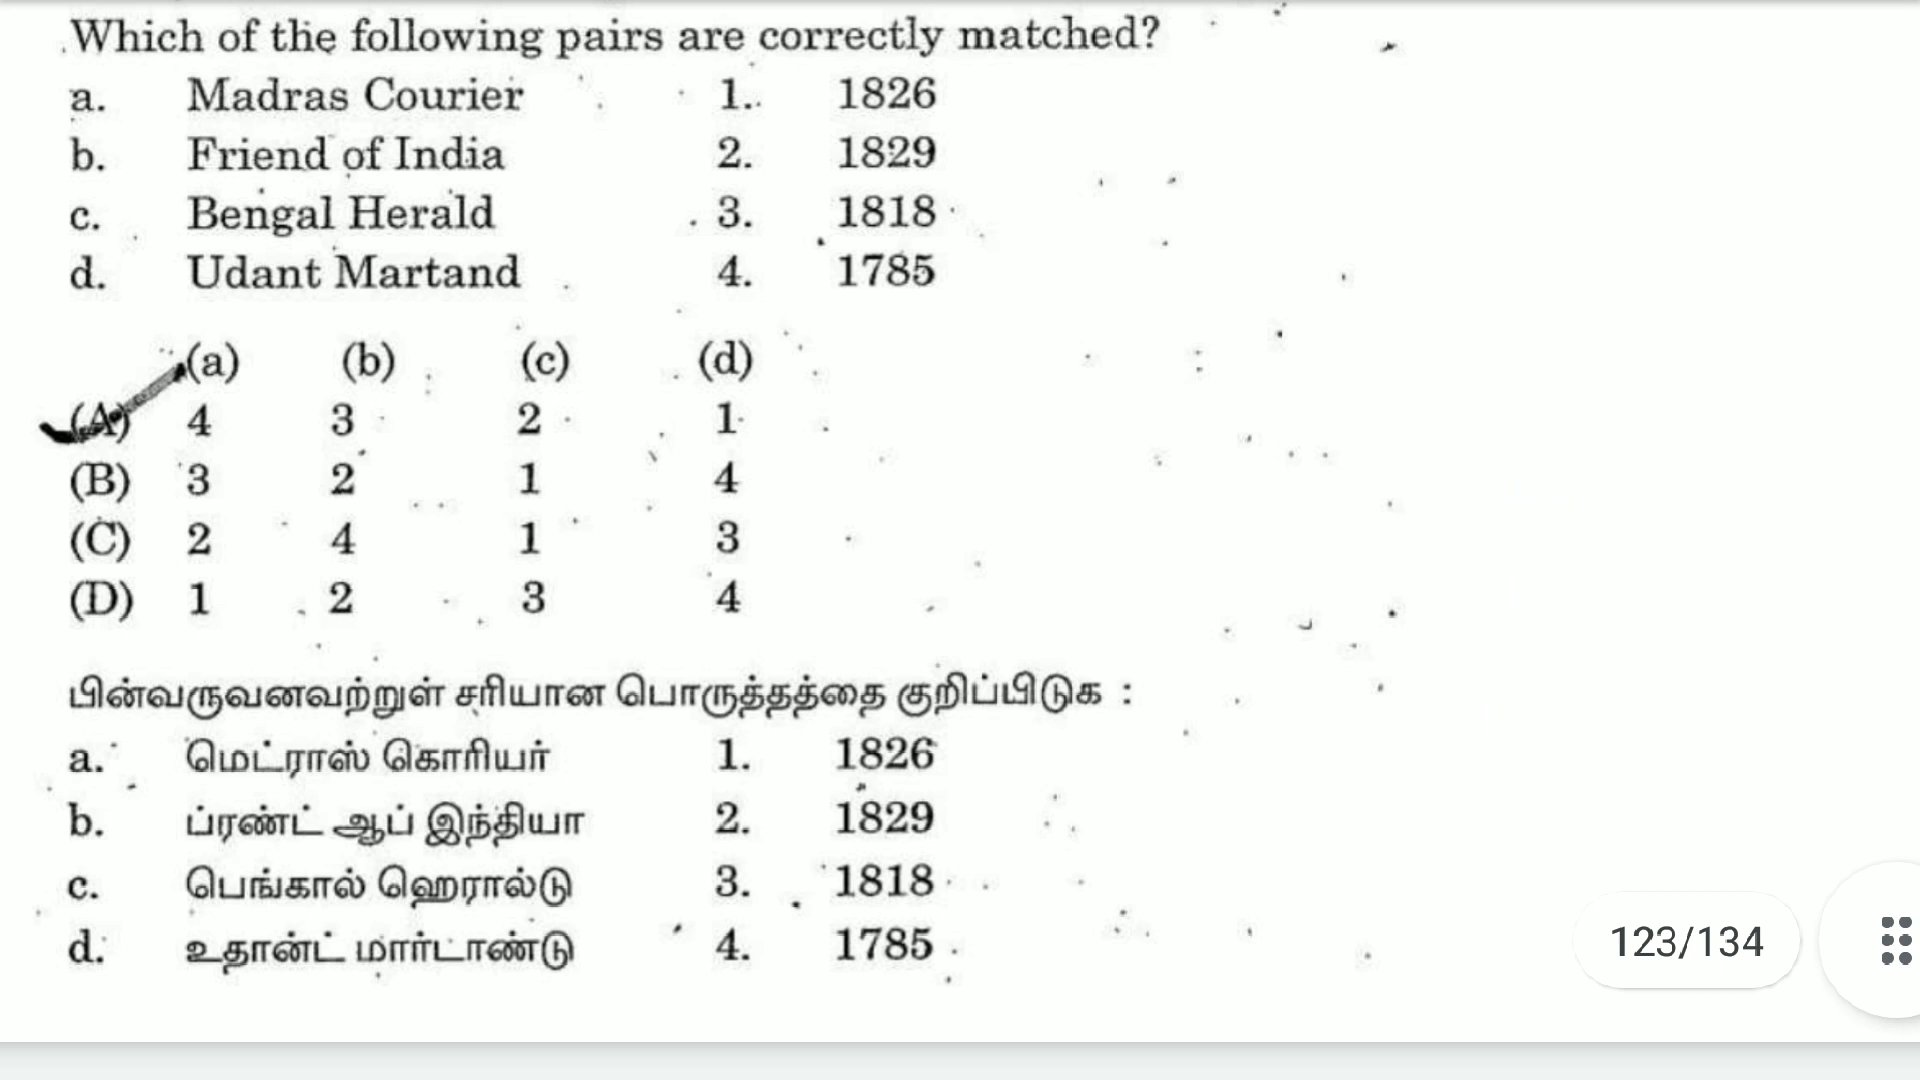 Which of the following pairs are correctly matched?
a. Madras Courier 1. 1826
b. Friend of India 2. 1829
c. Bengal Herald 3. 1818
d. Udant Martand 4. 1785
(a) (b) (c) (d)
(A) 4 3 2 1
(B) 3 2 1 4
(C) 2 4 1 3
(D) 1 2 3 4
பின்வருவனவற்றுள் சரியான பொருத்தத்தை குறிப்பிடுக :
a. மெட்ராஸ் கொரியர் 1. 1826
b. ப்ரண்ட் ஆப் இந்தியா 2. 1829
c. பெங்கால் ஹெரால்டு 3. 1818
d. உதான்ட் மார்டாண்டு 4. 1785
123/134